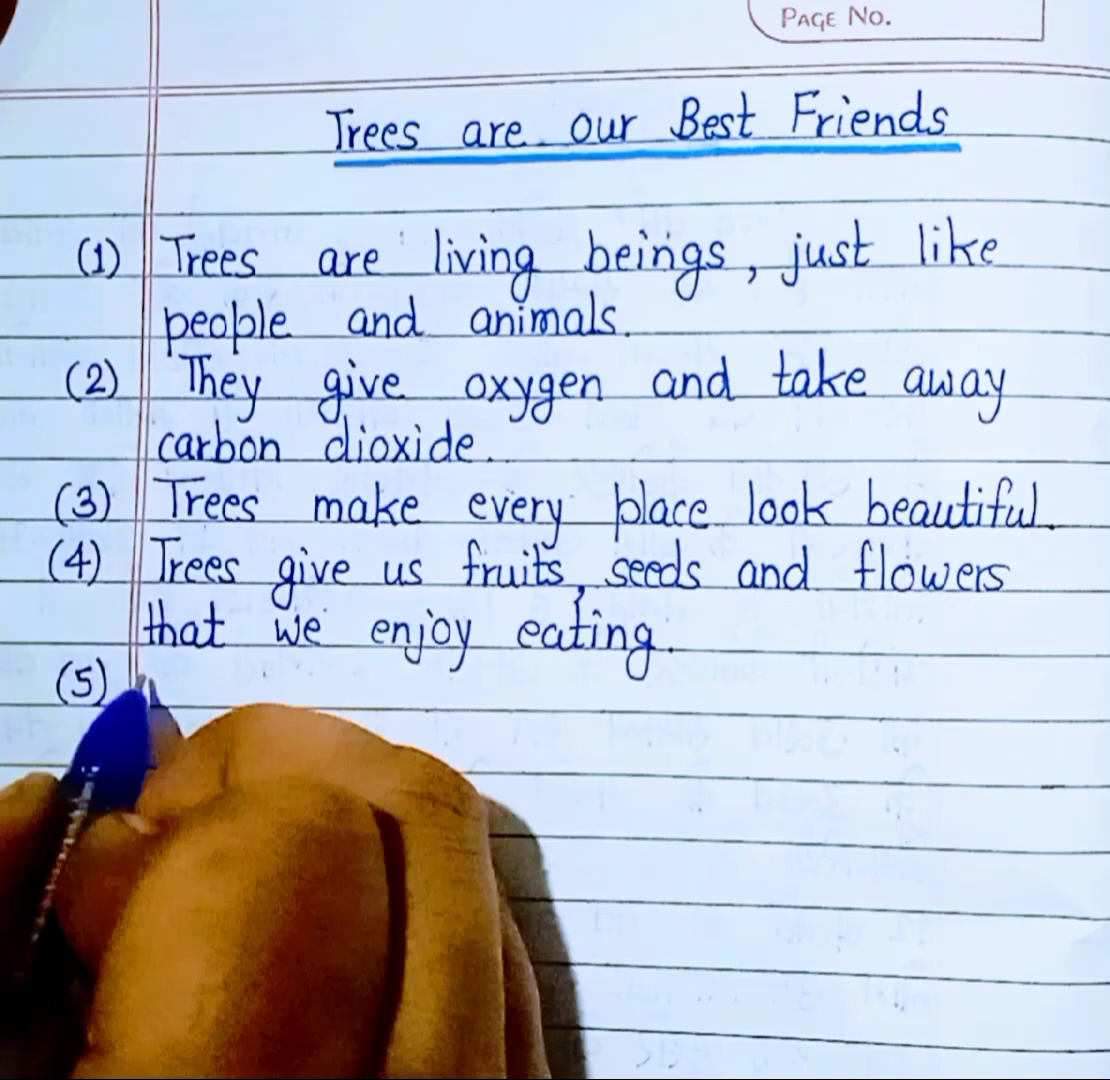 PAGE NO.
Trees are our Best Friends
(1) Trees are living beings, just like
people and animals.
(2) They give oxygen and take away
carbon dioxide.
(3) Trees make every place look beautiful.
(4) Trees give us fruits, seeds and flowers
that we enjoy eating.
(5)